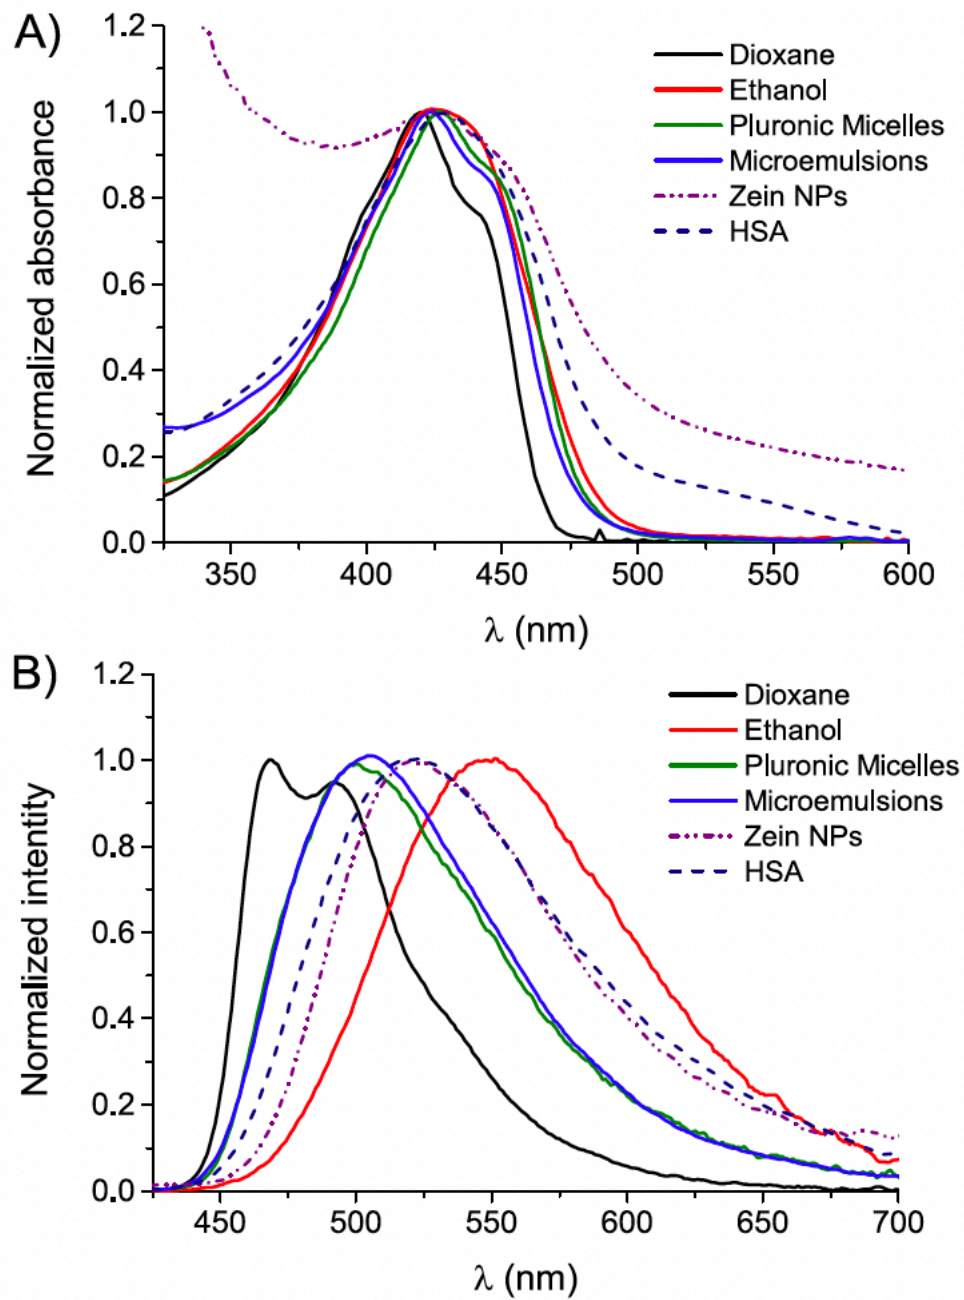 A)
Normalized absorbance
1.2
1.0
0.8
0.6
0.4
0.2
0.0
Dioxane
Ethanol
Pluronic Micelles
Microemulsions
Zein NPs
HSA
350 400 450 500 550 600
λ (nm)
B)
Normalized intentity
1.2
1.0
0.8
0.6
0.4
0.2
0.0
Dioxane
Ethanol
Pluronic Micelles
Microemulsions
Zein NPs
HSA
450 500 550 600 650 700
λ (nm)